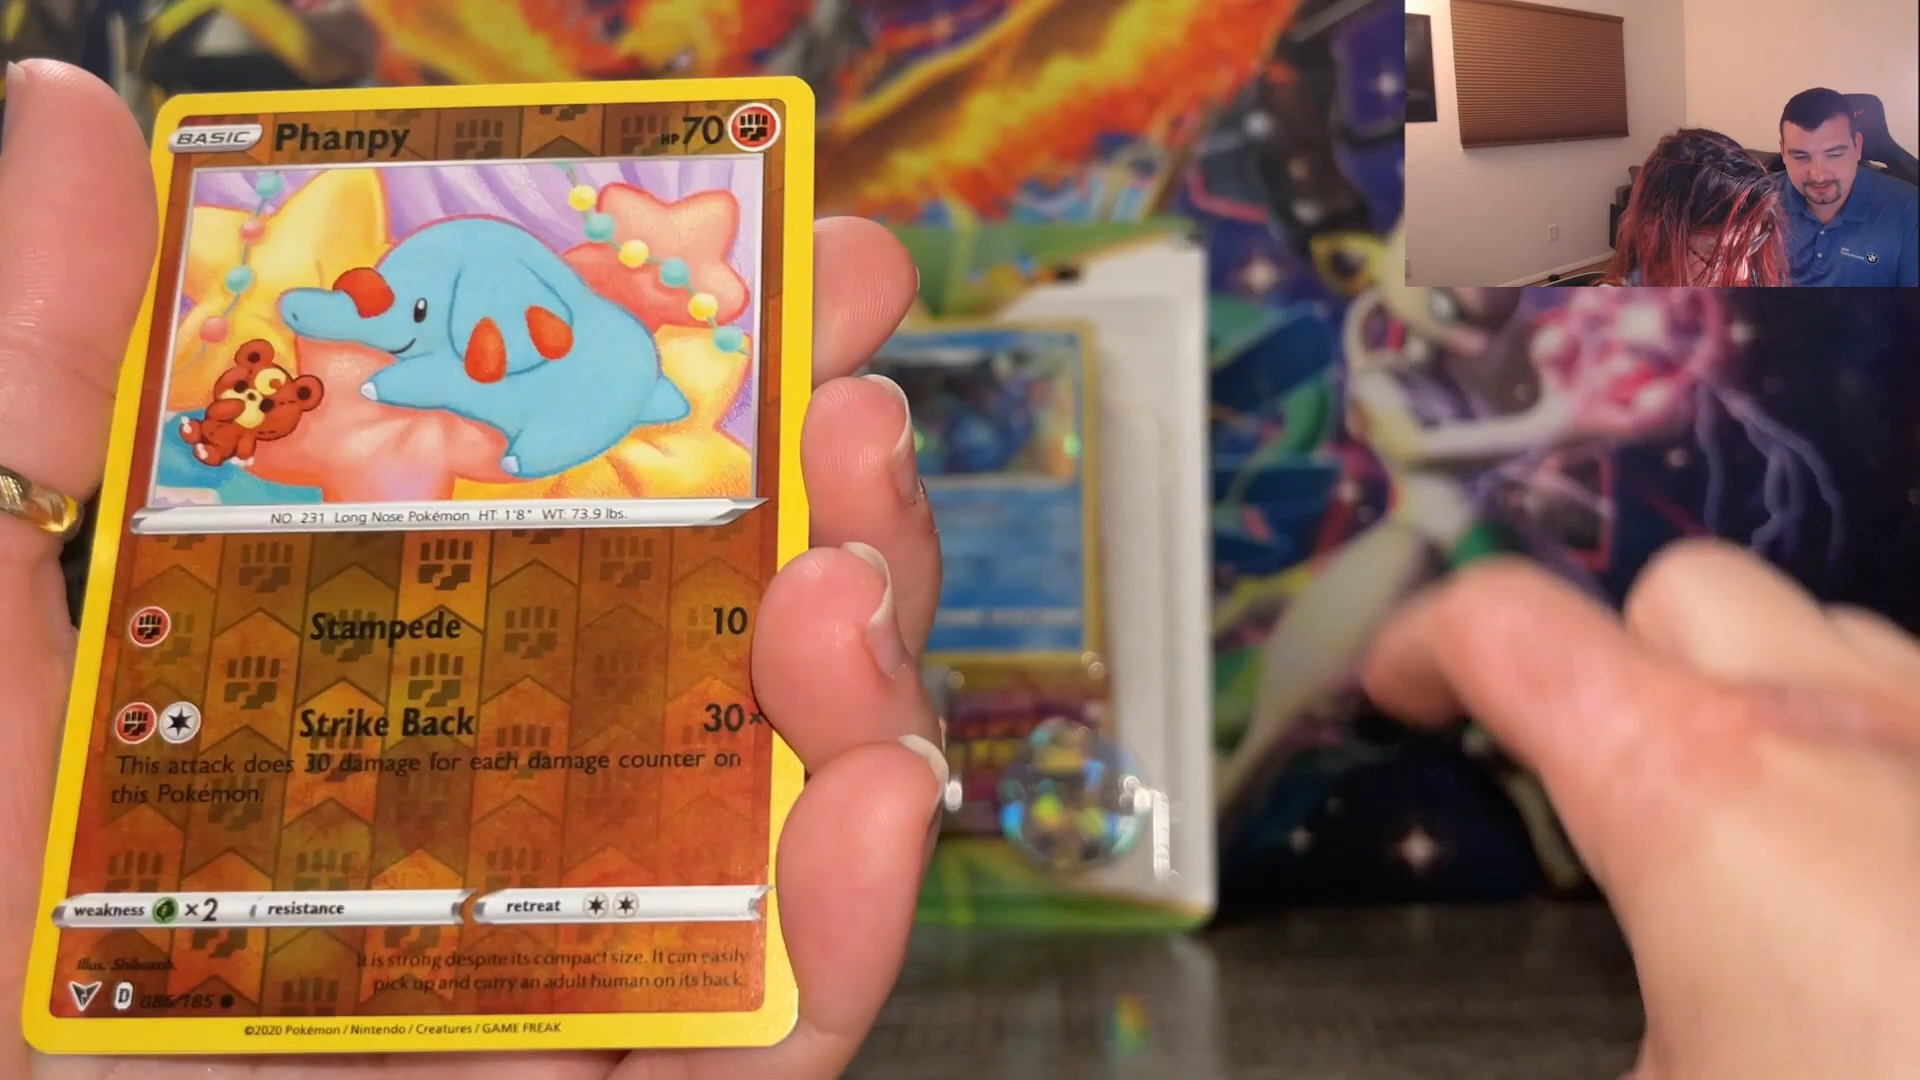 BASIC Phanpy HP 70
NO. 231 Long Nose Pokémon HT: 1'8" WT: 73.9 lbs.
Stampede 10
Strike Back 30×
This attack does 30 damage for each damage counter on
this Pokémon.
weakness ×2 resistance retreat
Illus. Shibuzoh.
It is strong despite its compact size. It can easily
pick up and carry an adult human on its back.
D 086/185
©2020 Pokémon / Nintendo / Creatures / GAME FREAK